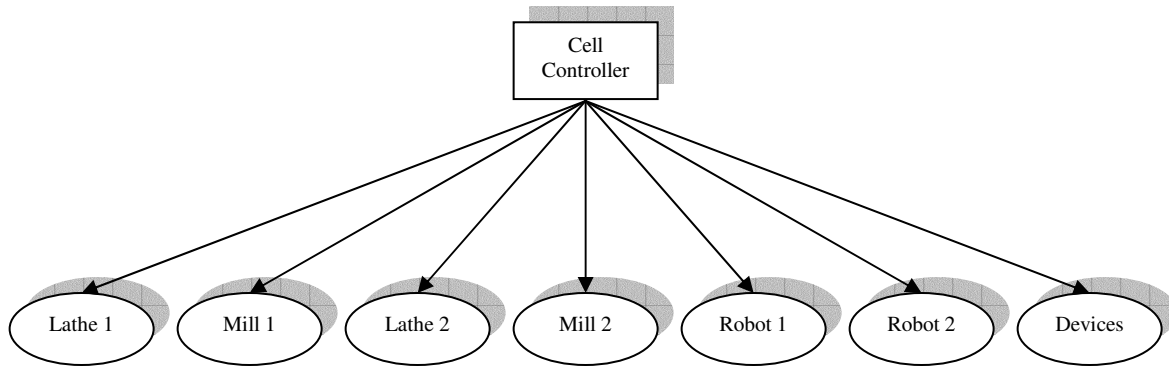 Cell
Controller
Lathe 1
Mill 1
Lathe 2
Mill 2
Robot 1
Robot 2
Devices